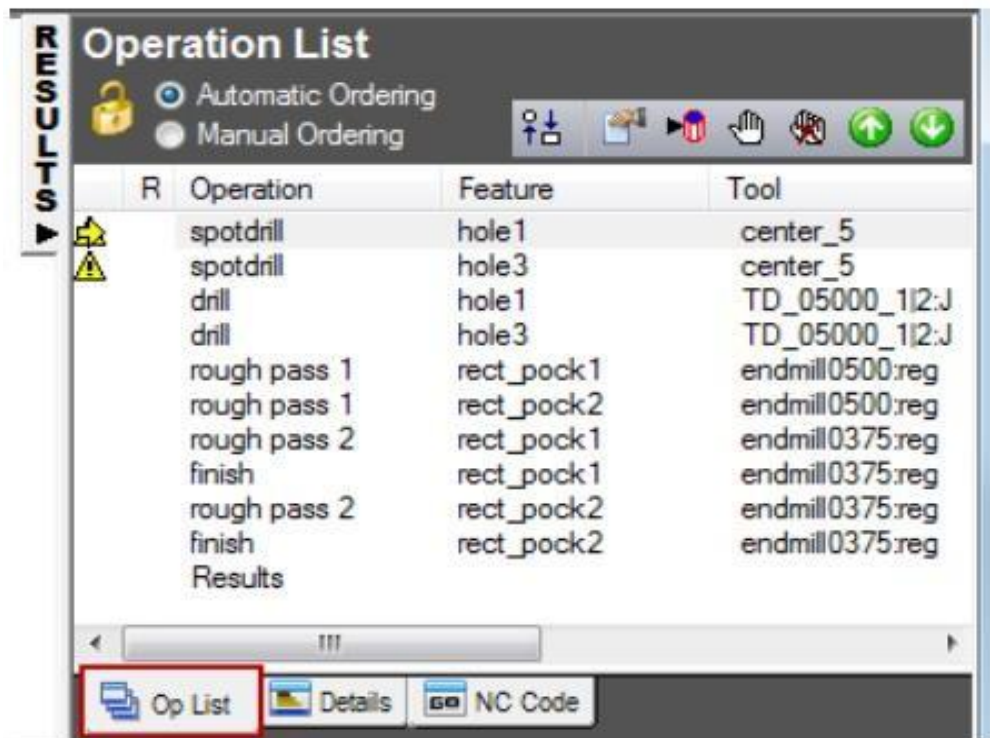 RESULTS
Operation List
Automatic Ordering
Manual Ordering
R Operation Feature Tool
spotdrill hole1 center_5
spotdrill hole3 center_5
drill hole1 TD_05000_1|2:J
drill hole3 TD_05000_1|2:J
rough pass 1 rect_pock1 endmill0500:reg
rough pass 1 rect_pock2 endmill0500:reg
rough pass 2 rect_pock1 endmill0375:reg
finish rect_pock1 endmill0375:reg
rough pass 2 rect_pock2 endmill0375:reg
finish rect_pock2 endmill0375:reg
Results
Op List Details GO NC Code